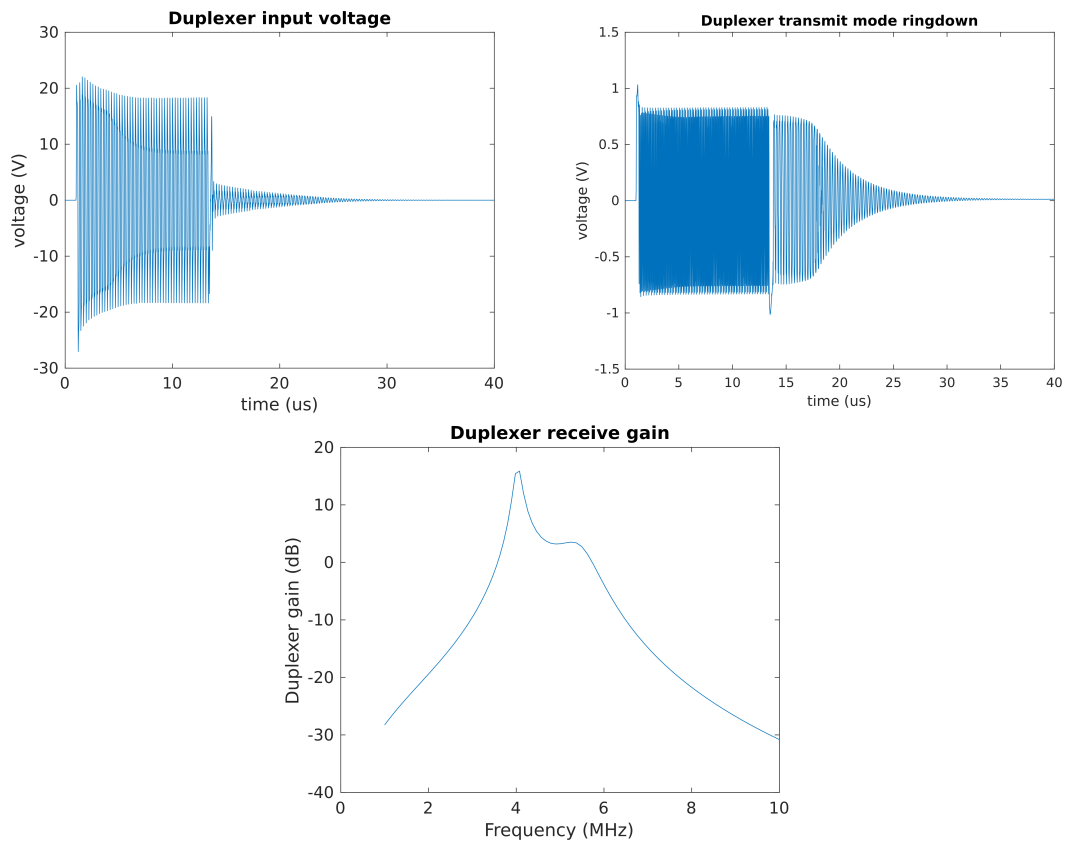 Duplexer input voltage
30
20
10
0
-10
-20
-30
voltage (V)
0 10 20 30 40
time (us)
Duplexer transmit mode ringdown
1.5
1
0.5
0
-0.5
-1
-1.5
voltage (V)
0 5 10 15 20 25 30 35 40
time (us)
Duplexer receive gain
20
10
0
-10
-20
-30
-40
Duplexer gain (dB)
0 2 4 6 8 10
Frequency (MHz)